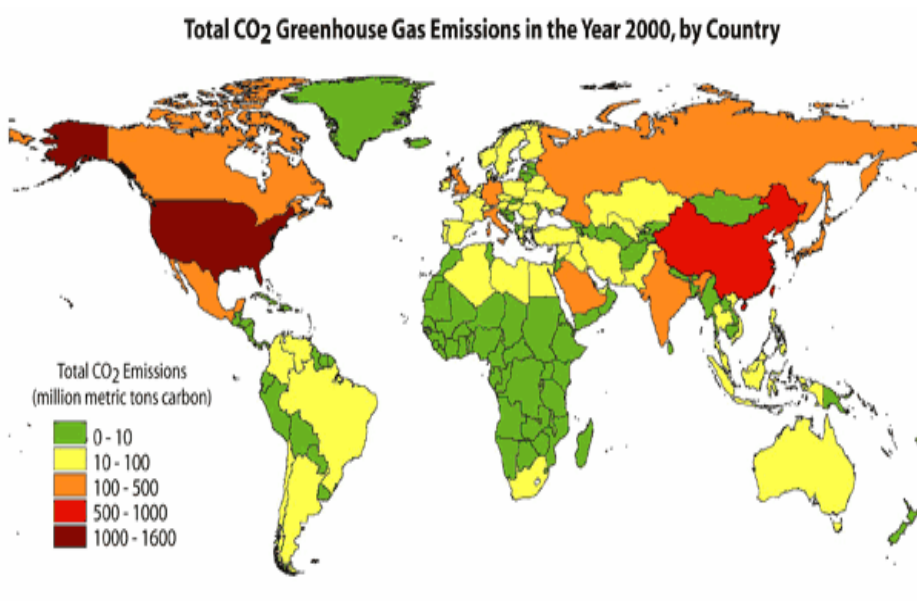 Total CO2 Greenhouse Gas Emissions in the Year 2000, by Country
Total CO2 Emissions
(million metric tons carbon)
0 - 10
10 - 100
100 - 500
500 - 1000
1000 - 1600